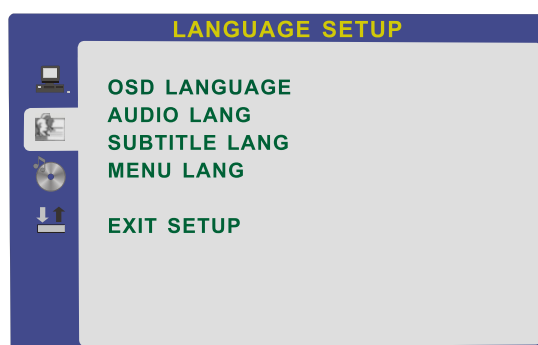 LANGUAGE SETUP
OSD LANGUAGE
AUDIO LANG
SUBTITLE LANG
MENU LANG
EXIT SETUP